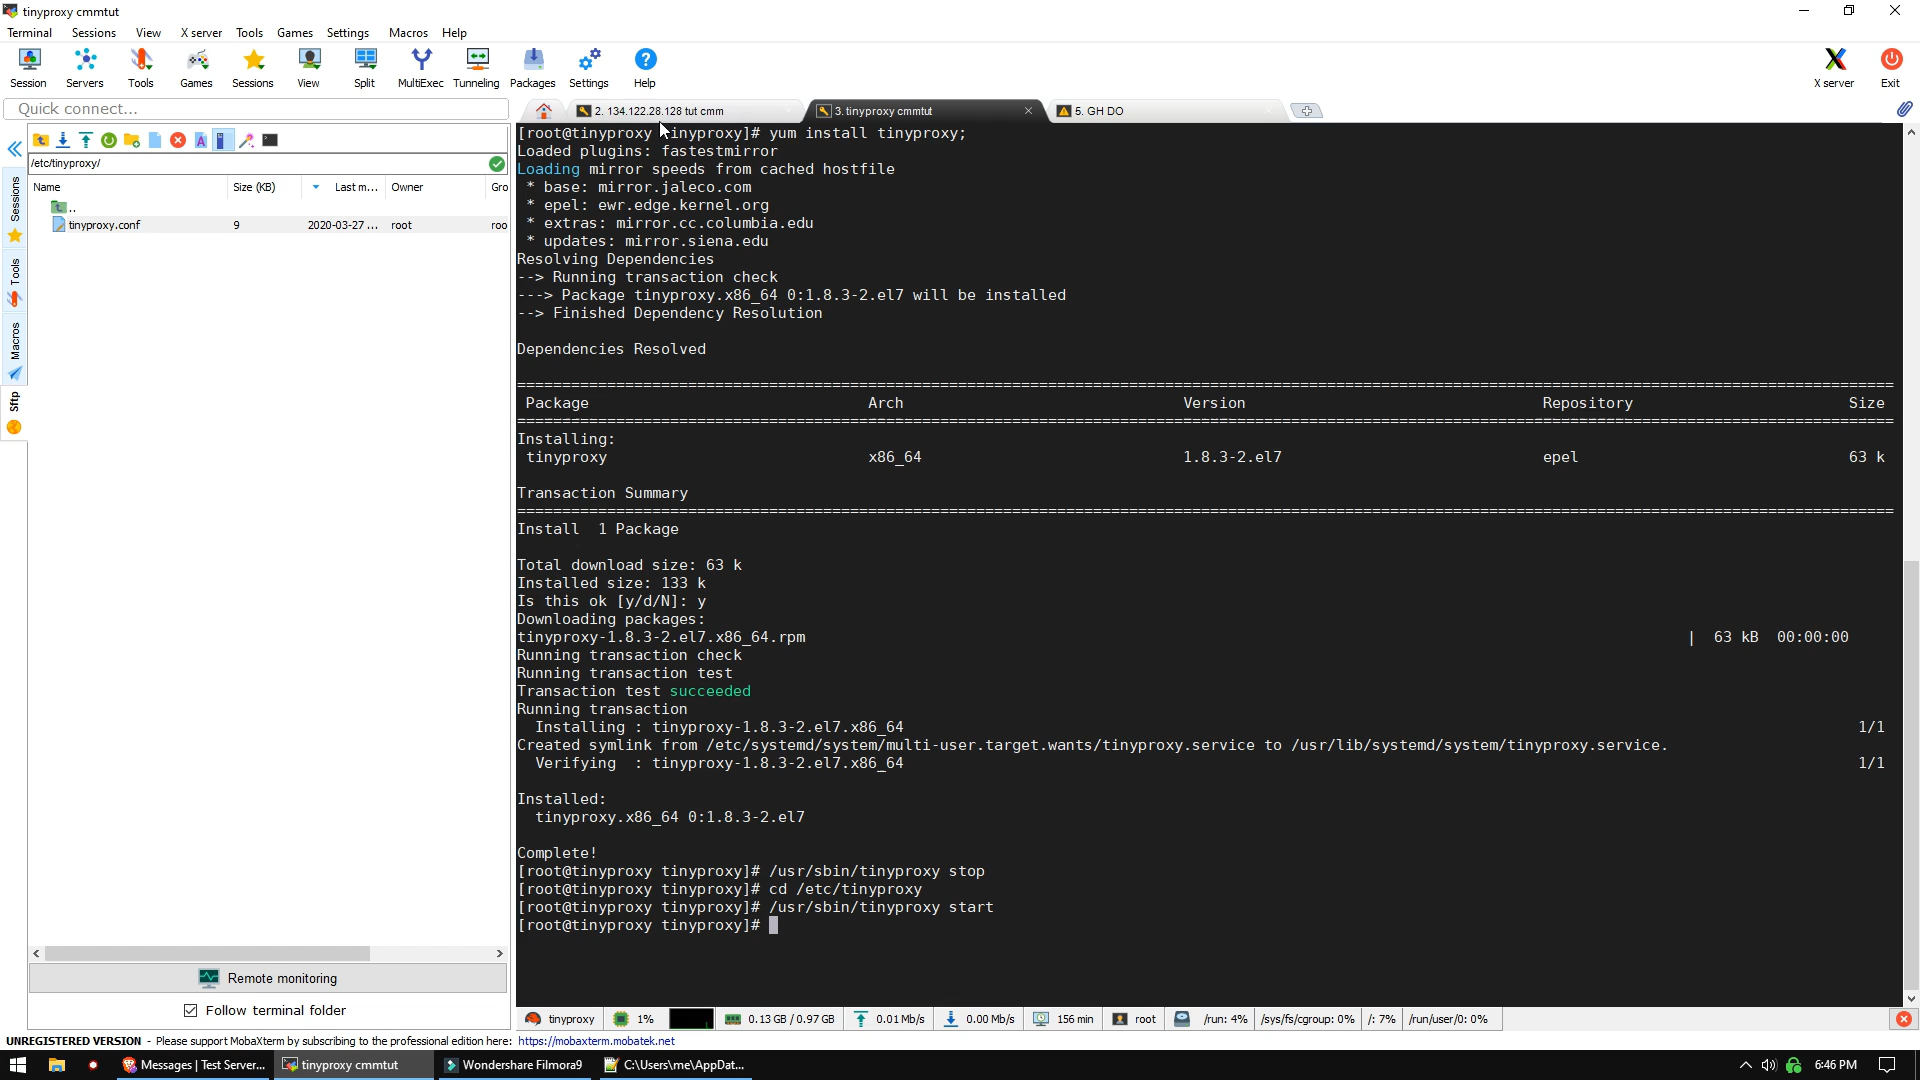 tinyproxy cmmtut
Terminal Sessions View X server Tools Games Settings Macros Help
Session Servers Tools Games Sessions View Split MultiExec Tunneling Packages Settings Help X server Exit
Quick connect...
2. 134.122.28.128 tut cmm
3. tinyproxy cmmtut
5. GH DO
Sessions
Tools
Macros
Sftp
/etc/tinyproxy/
Name Size (KB) Last m... Owner Gro
..
tinyproxy.conf 9 2020-03-27 ... root roo
Remote monitoring
Follow terminal folder
[root@tinyproxy tinyproxy]# yum install tinyproxy;
Loaded plugins: fastestmirror
Loading mirror speeds from cached hostfile
* base: mirror.jaleco.com
* epel: ewr.edge.kernel.org
* extras: mirror.cc.columbia.edu
* updates: mirror.siena.edu
Resolving Dependencies
--> Running transaction check
---> Package tinyproxy.x86_64 0:1.8.3-2.el7 will be installed
--> Finished Dependency Resolution
Dependencies Resolved
Package Arch Version Repository Size
Installing:
tinyproxy x86_64 1.8.3-2.el7 epel 63 k
Transaction Summary
Install 1 Package
Total download size: 63 k
Installed size: 133 k
Is this ok [y/d/N]: y
Downloading packages:
tinyproxy-1.8.3-2.el7.x86_64.rpm | 63 kB 00:00:00
Running transaction check
Running transaction test
Transaction test succeeded
Running transaction
Installing : tinyproxy-1.8.3-2.el7.x86_64 1/1
Created symlink from /etc/systemd/system/multi-user.target.wants/tinyproxy.service to /usr/lib/systemd/system/tinyproxy.service.
Verifying : tinyproxy-1.8.3-2.el7.x86_64 1/1
Installed:
tinyproxy.x86_64 0:1.8.3-2.el7
Complete!
[root@tinyproxy tinyproxy]# /usr/sbin/tinyproxy stop
[root@tinyproxy tinyproxy]# cd /etc/tinyproxy
[root@tinyproxy tinyproxy]# /usr/sbin/tinyproxy start
[root@tinyproxy tinyproxy]#
tinyproxy 1% 0.13 GB / 0.97 GB 0.01 Mb/s 0.00 Mb/s 156 min root /run: 4% /sys/fs/cgroup: 0% /: 7% /run/user/0: 0%
UNREGISTERED VERSION - Please support MobaXterm by subscribing to the professional edition here: https://mobaxterm.mobatek.net
Messages | Test Server... tinyproxy cmmtut Wondershare Filmora9 C:\Users\me\AppDat... 6:46 PM